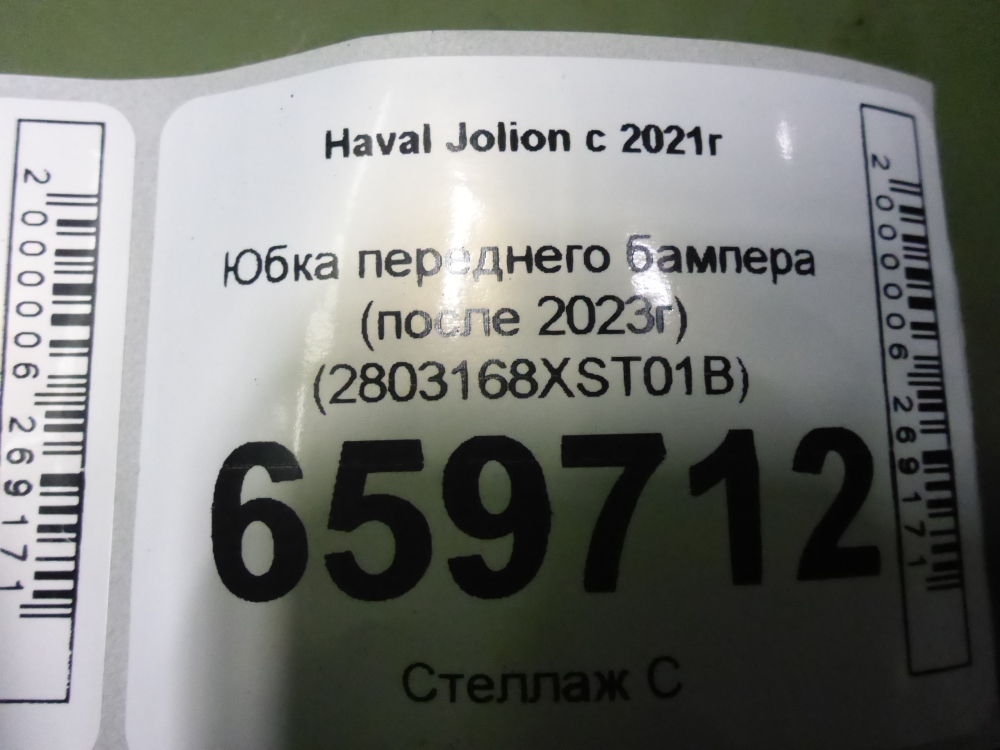 Haval Jolion с 2021г
Юбка переднего бампера
(после 2023г)
(2803168XST01B)
659712
Стеллаж С
2000006269171
2000006269171